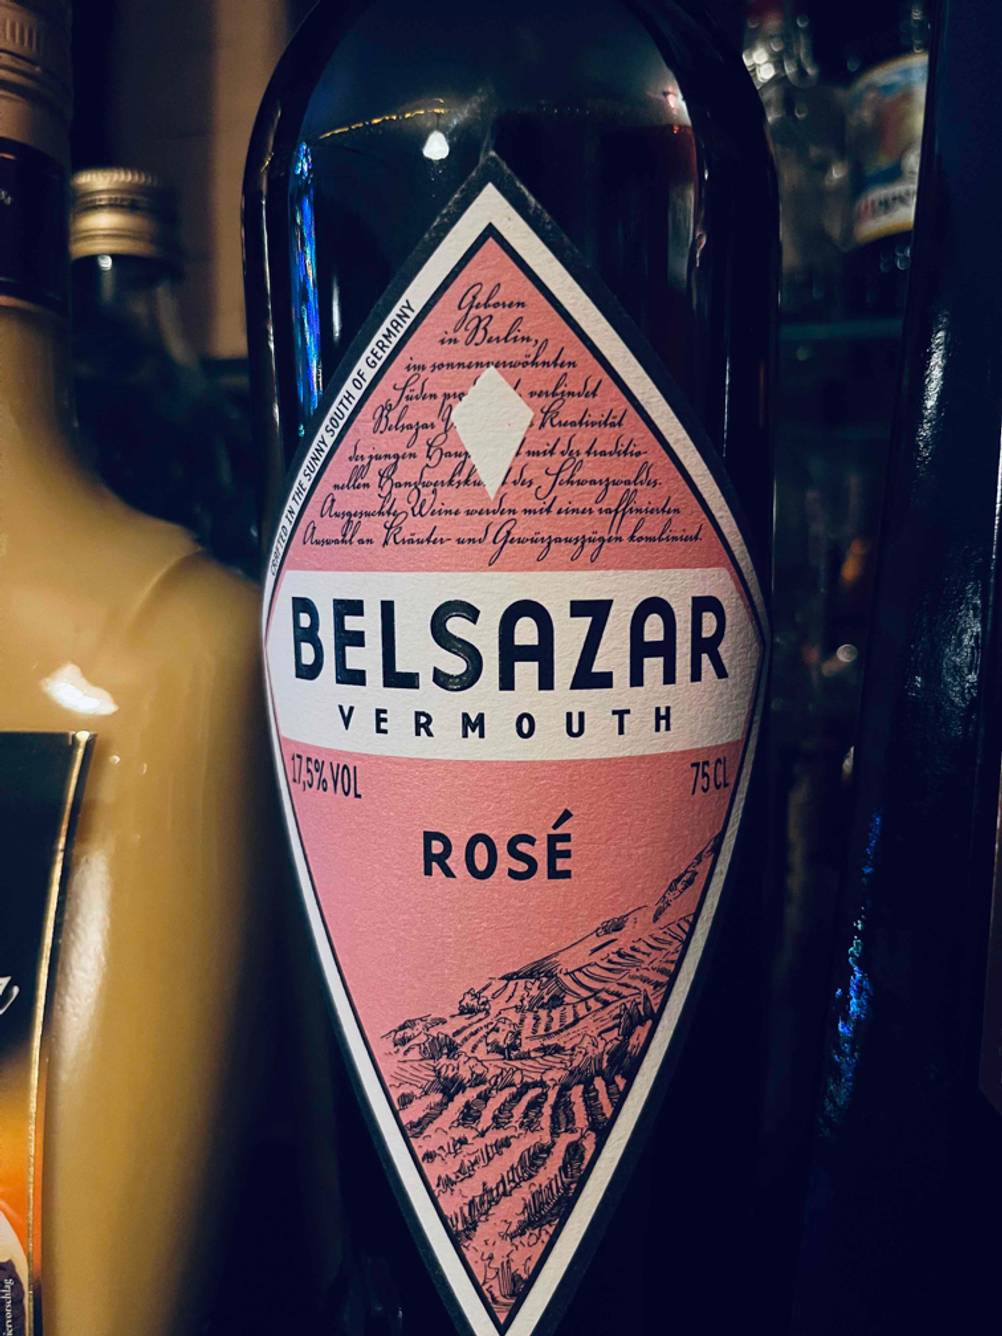 CRAFTED IN THE SUNNY SOUTH OF GERMANY
Geboren
in Berlin,
im sonnenverwöhnten
Süden verbindet
Belsazar Kreativität
der jungen mit der traditio
nellen des Schwarzwaldes.
Ausgesuchte Weine werden mit einer raffinierten
Auswahl an Kräuter- und Gewürzauszügen kombiniert.
BELSAZAR
VERMOUTH
17,5% VOL
75 CL
ROSÉ